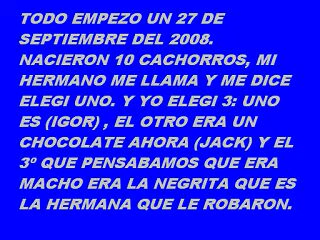 TODO EMPEZO UN 27 DE
SEPTIEMBRE DEL 2008.
NACIERON 10 CACHORROS, MI
HERMANO ME LLAMA Y ME DICE
ELEGI UNO. Y YO ELEGI 3: UNO
ES (IGOR) , EL OTRO ERA UN
CHOCOLATE AHORA (JACK) Y EL
3º QUE PENSABAMOS QUE ERA
MACHO ERA LA NEGRITA QUE ES
LA HERMANA QUE LE ROBARON.